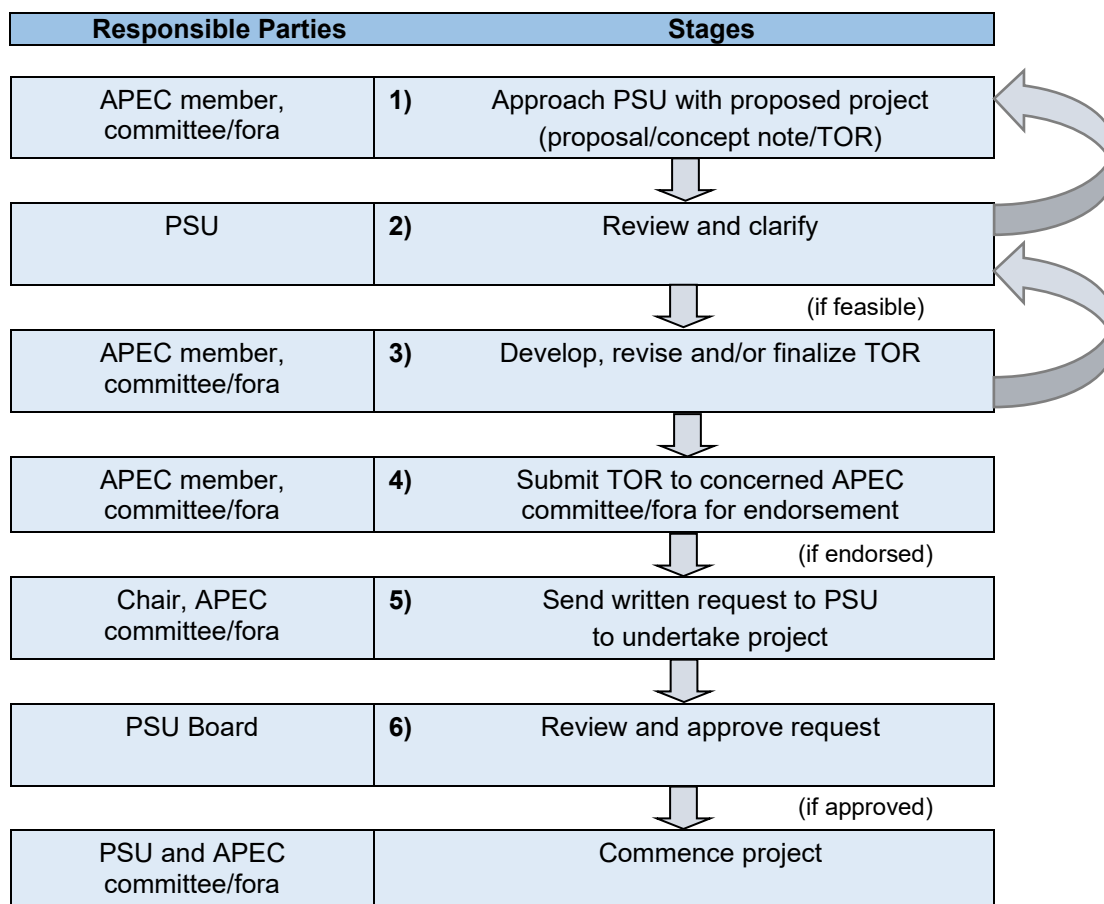 Responsible Parties Stages
APEC member,
committee/fora
1) Approach PSU with proposed project
(proposal/concept note/TOR)
PSU
2) Review and clarify
(if feasible)
APEC member,
committee/fora
3) Develop, revise and/or finalize TOR
APEC member,
committee/fora
4) Submit TOR to concerned APEC
committee/fora for endorsement
(if endorsed)
Chair, APEC
committee/fora
5) Send written request to PSU
to undertake project
PSU Board
6) Review and approve request
(if approved)
PSU and APEC
committee/fora
Commence project